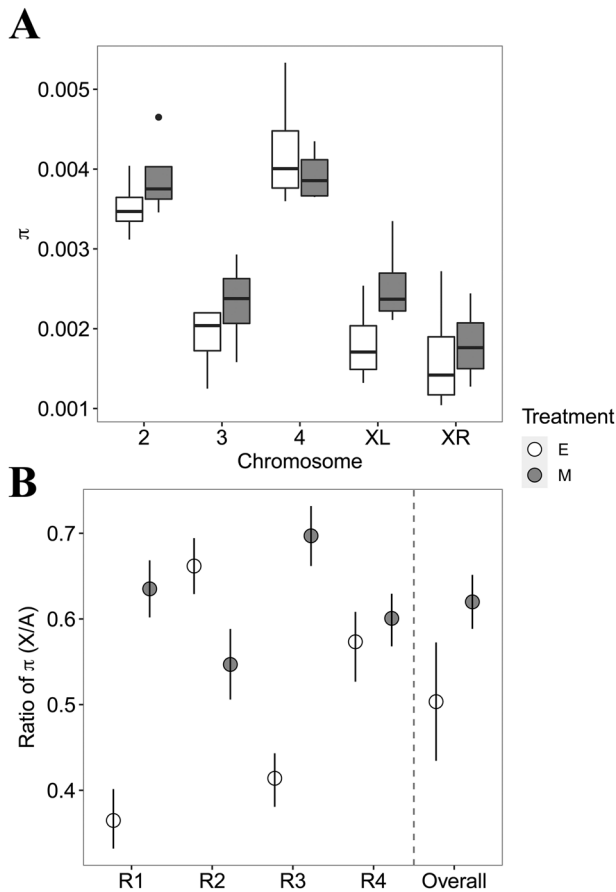 A
0.005
0.004
0.003
0.002
0.001
π
2 3 4 XL XR
Chromosome
Treatment
E
M
B
0.7
0.6
0.5
0.4
Ratio of π (X/A)
R1 R2 R3 R4 Overall